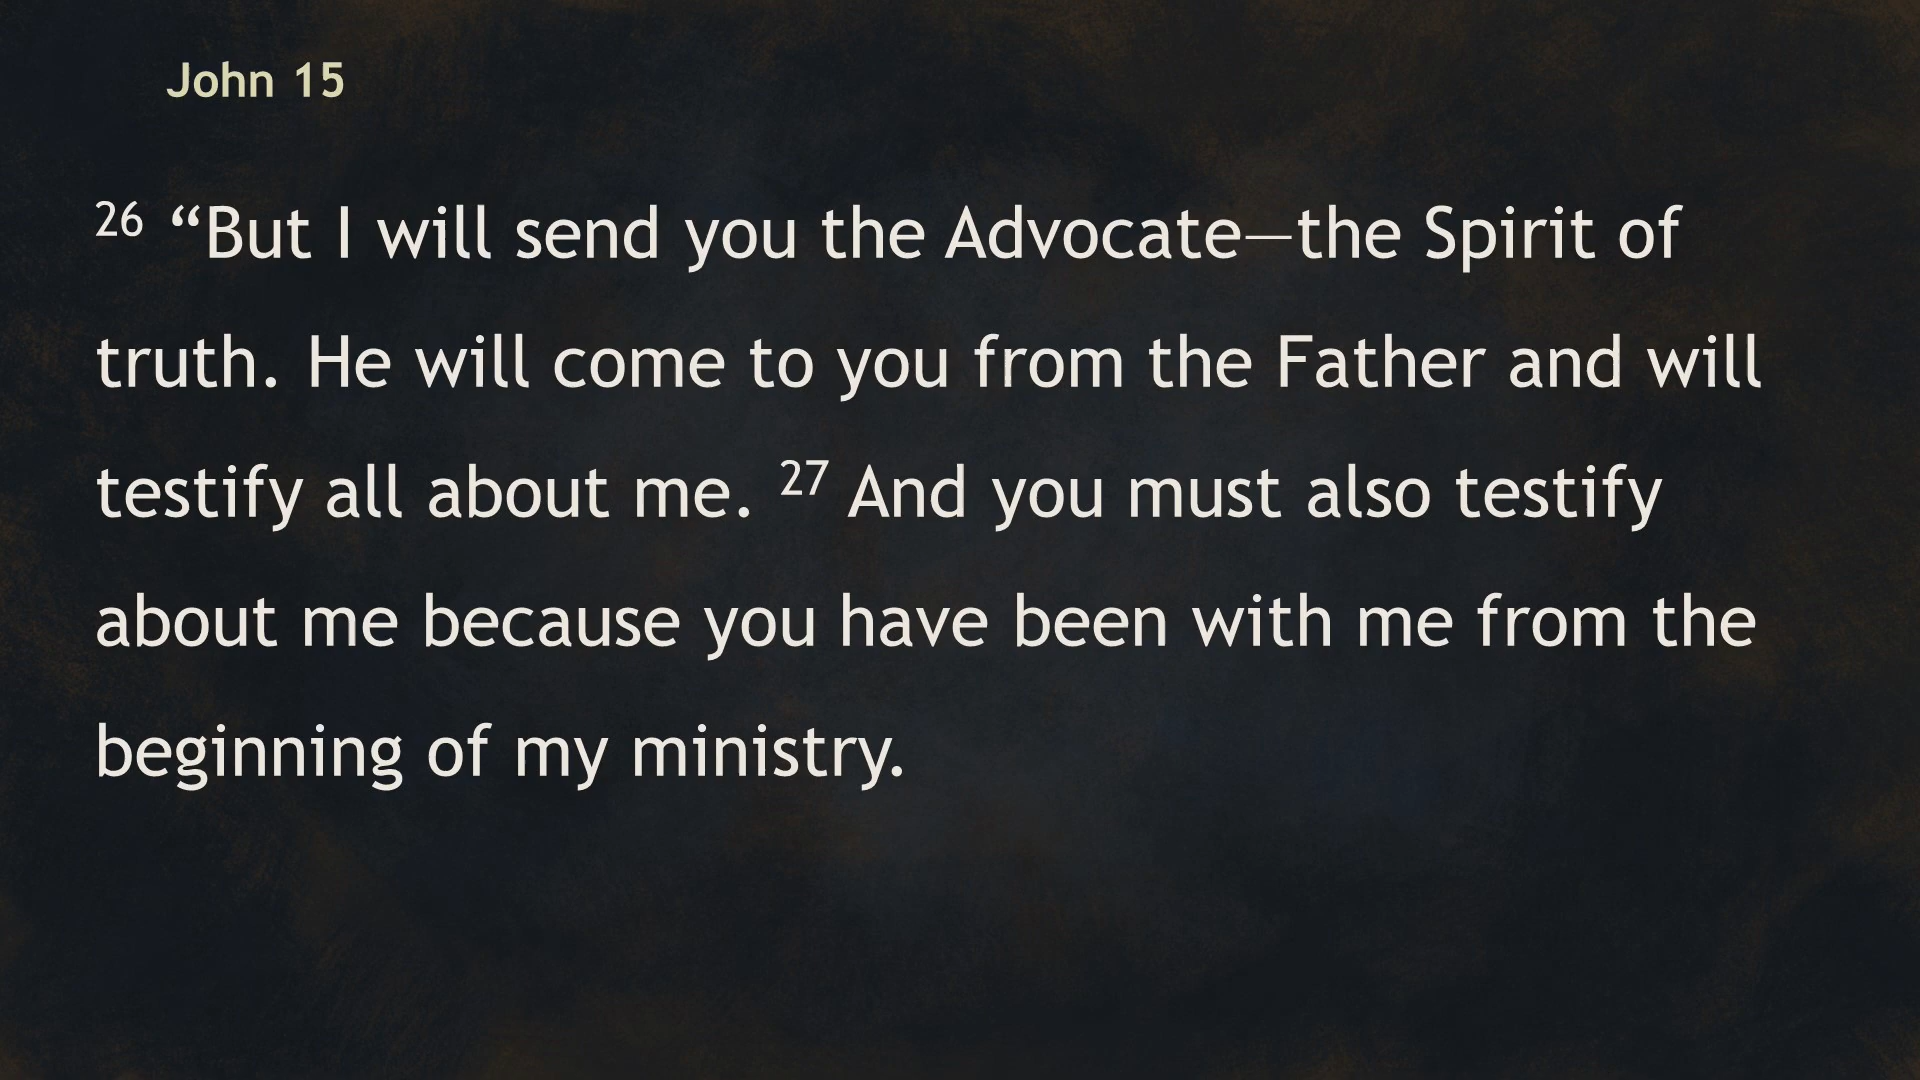 John 15
26 “But I will send you the Advocate—the Spirit of
truth. He will come to you from the Father and will
testify all about me. 27 And you must also testify
about me because you have been with me from the
beginning of my ministry.